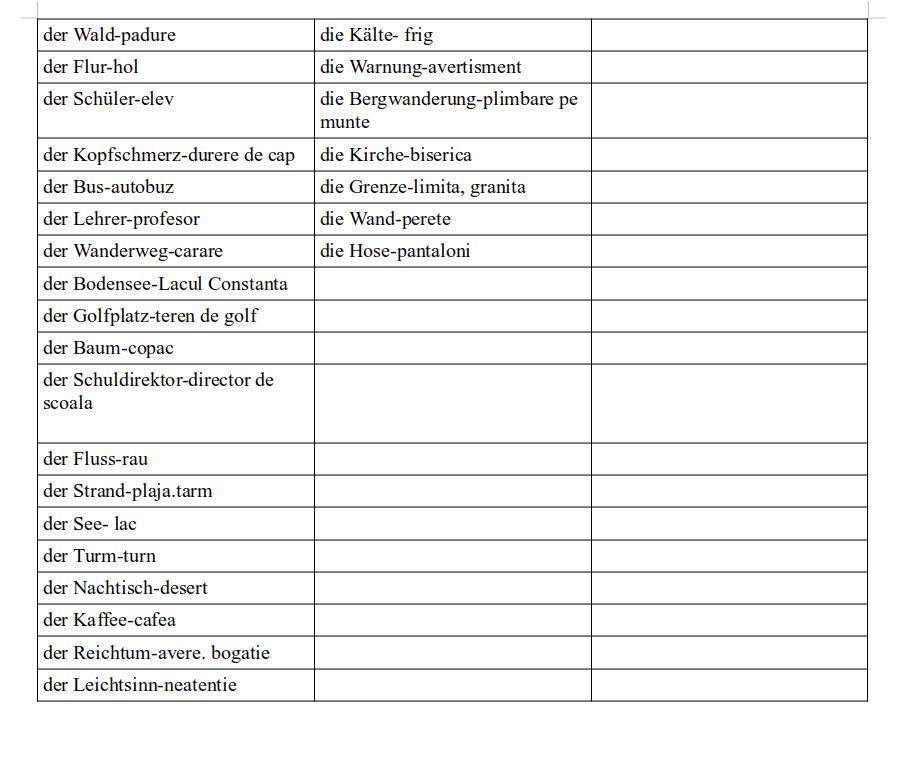 der Wald-padure
die Kälte- frig
der Flur-hol
die Warnung-avertisment
der Schüler-elev
die Bergwanderung-plimbare pe
munte
der Kopfschmerz-durere de cap
die Kirche-biserica
der Bus-autobuz
die Grenze-limita, granita
der Lehrer-profesor
die Wand-perete
der Wanderweg-carare
die Hose-pantaloni
der Bodensee-Lacul Constanta
der Golfplatz-teren de golf
der Baum-copac
der Schuldirektor-director de
scoala
der Fluss-rau
der Strand-plaja.tarm
der See- lac
der Turm-turn
der Nachtisch-desert
der Kaffee-cafea
der Reichtum-avere. bogatie
der Leichtsinn-neatentie